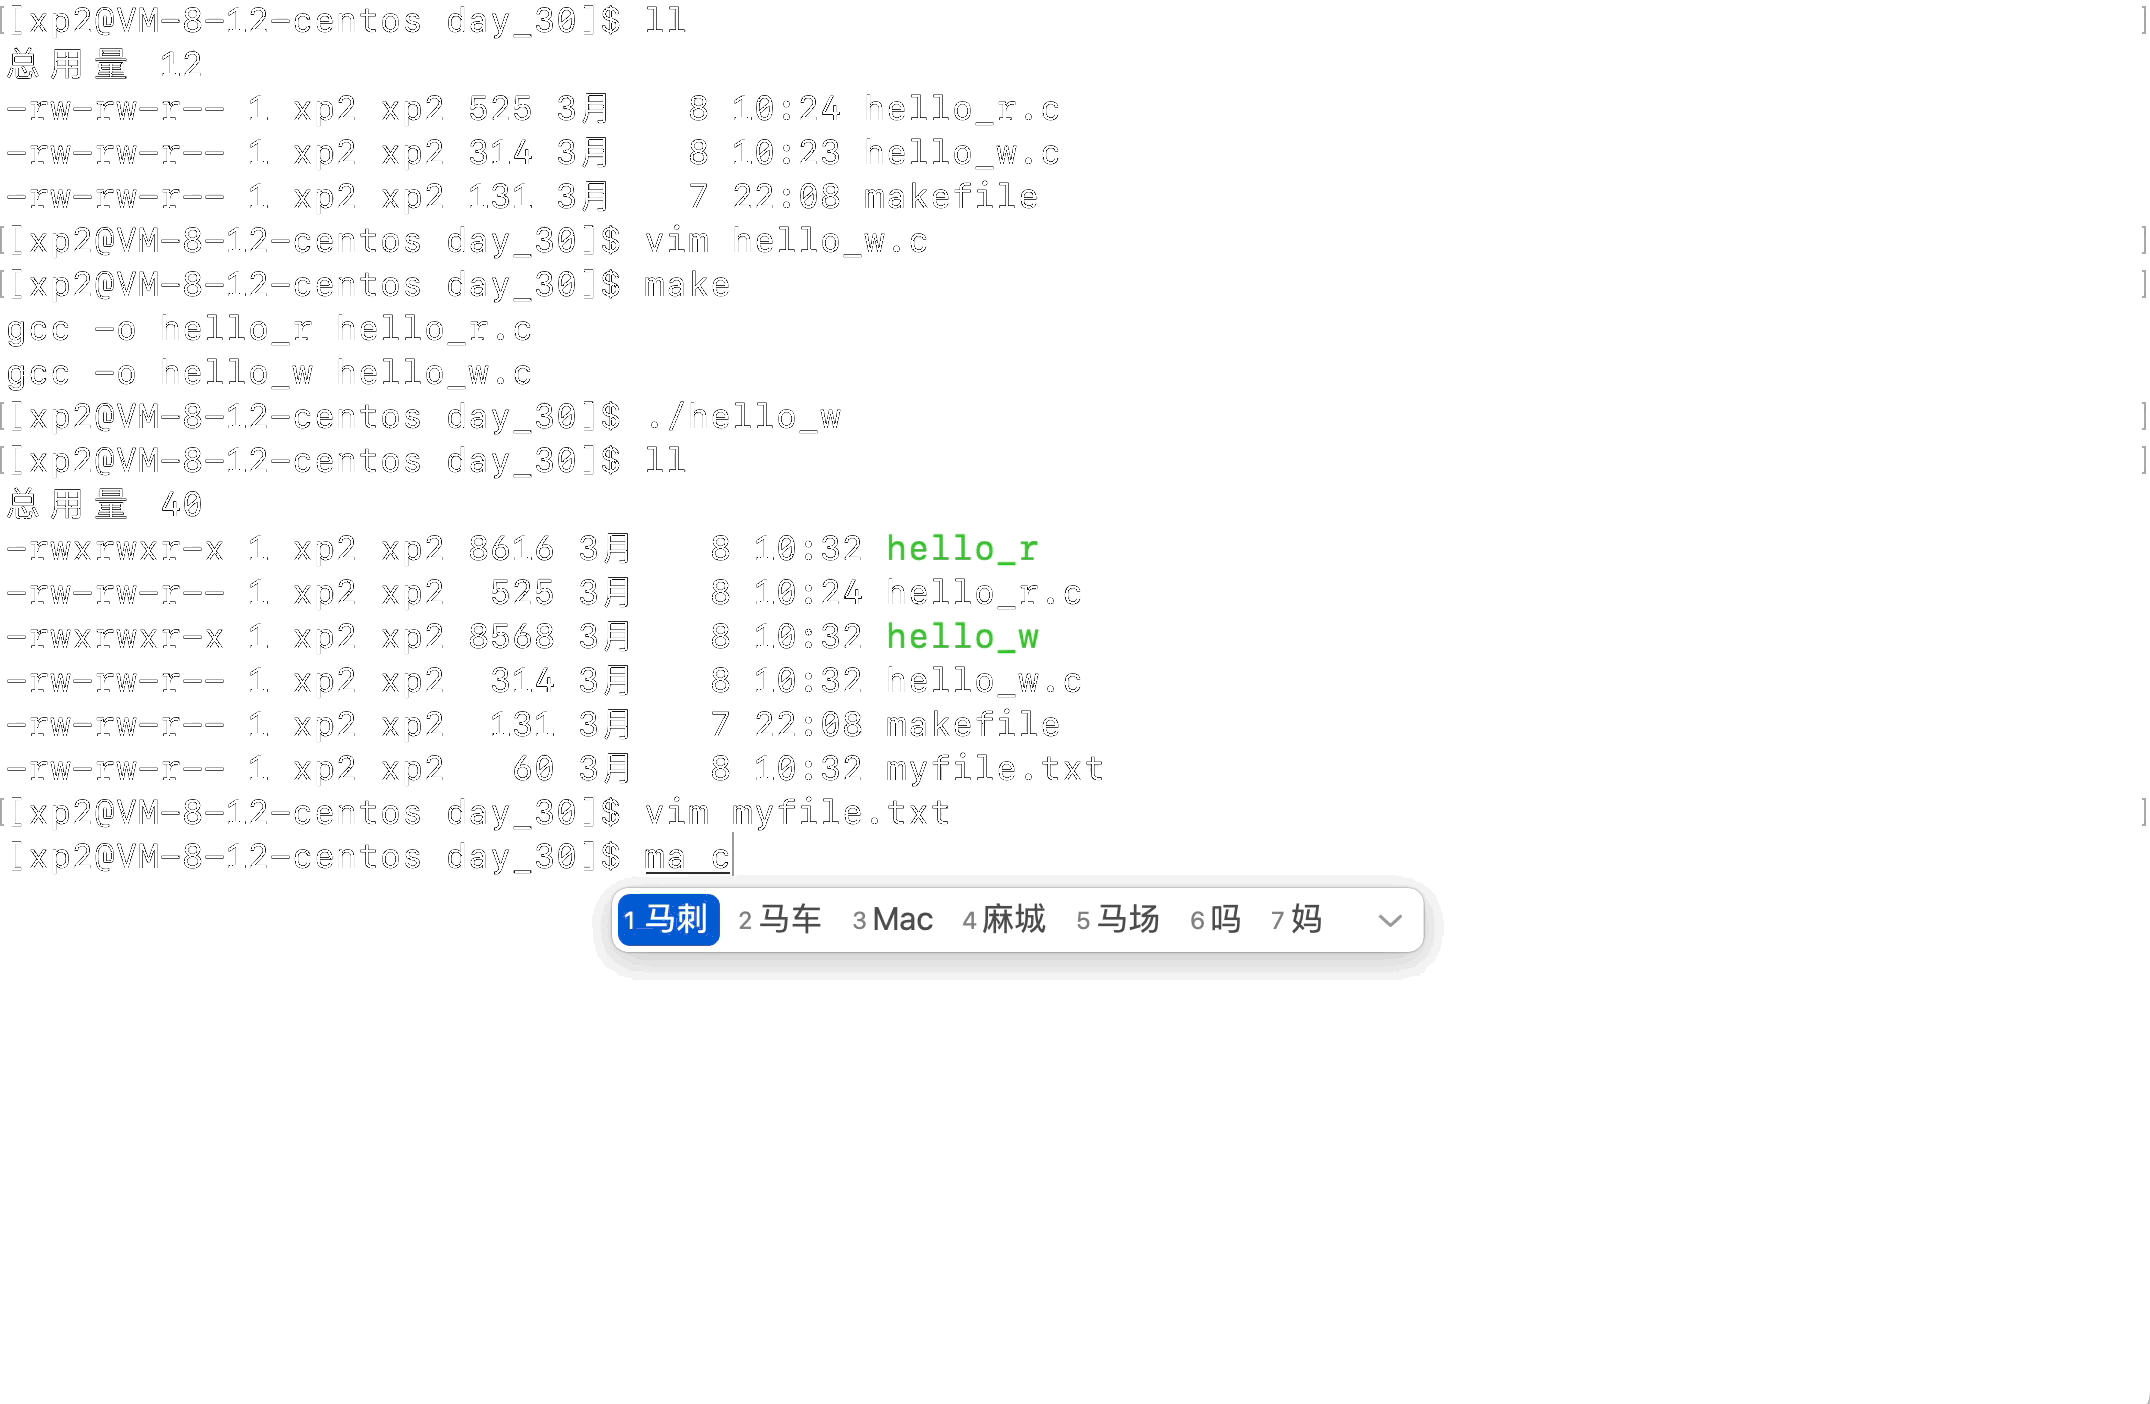 [[xp2@VM-8-12-centos day_30]$ ll ]
总用量 12
-rw-rw-r-- 1 xp2 xp2 525 3月   8 10:24 hello_r.c
-rw-rw-r-- 1 xp2 xp2 314 3月   8 10:23 hello_w.c
-rw-rw-r-- 1 xp2 xp2 131 3月   7 22:08 makefile
[[xp2@VM-8-12-centos day_30]$ vim hello_w.c ]
[[xp2@VM-8-12-centos day_30]$ make ]
gcc -o hello_r hello_r.c
gcc -o hello_w hello_w.c
[[xp2@VM-8-12-centos day_30]$ ./hello_w ]
[[xp2@VM-8-12-centos day_30]$ ll ]
总用量 40
-rwxrwxr-x 1 xp2 xp2 8616 3月   8 10:32 hello_r
-rw-rw-r-- 1 xp2 xp2  525 3月   8 10:24 hello_r.c
-rwxrwxr-x 1 xp2 xp2 8568 3月   8 10:32 hello_w
-rw-rw-r-- 1 xp2 xp2  314 3月   8 10:32 hello_w.c
-rw-rw-r-- 1 xp2 xp2  131 3月   7 22:08 makefile
-rw-rw-r-- 1 xp2 xp2   60 3月   8 10:32 myfile.txt
[[xp2@VM-8-12-centos day_30]$ vim myfile.txt ]
[xp2@VM-8-12-centos day_30]$ ma c
1 马刺 2 马车 3 Mac 4 麻城 5 马场 6 吗 7 妈